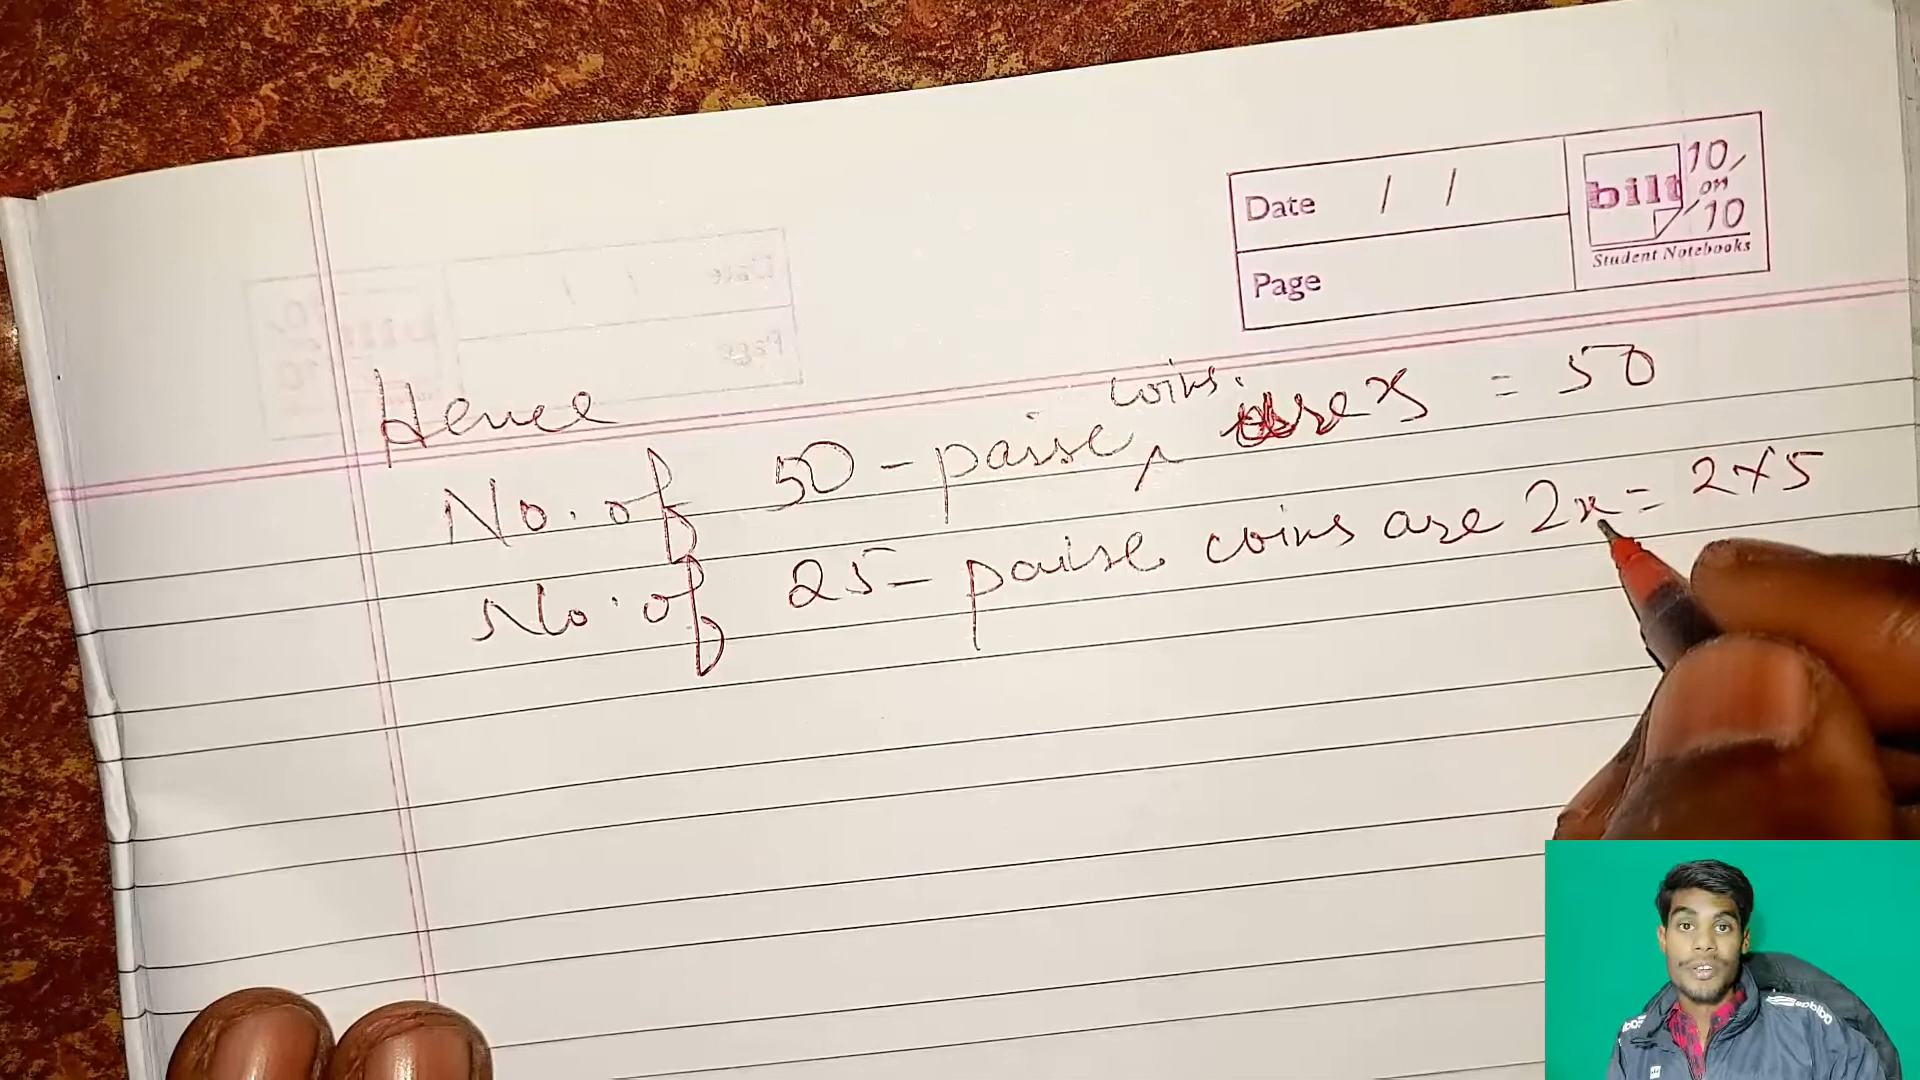 Date / /
Page
bilt 10/ on /10
Student Notebooks
Hence
No. of 50-paise coins are x = 50
No. of 25-paise coins are 2x = 2×5